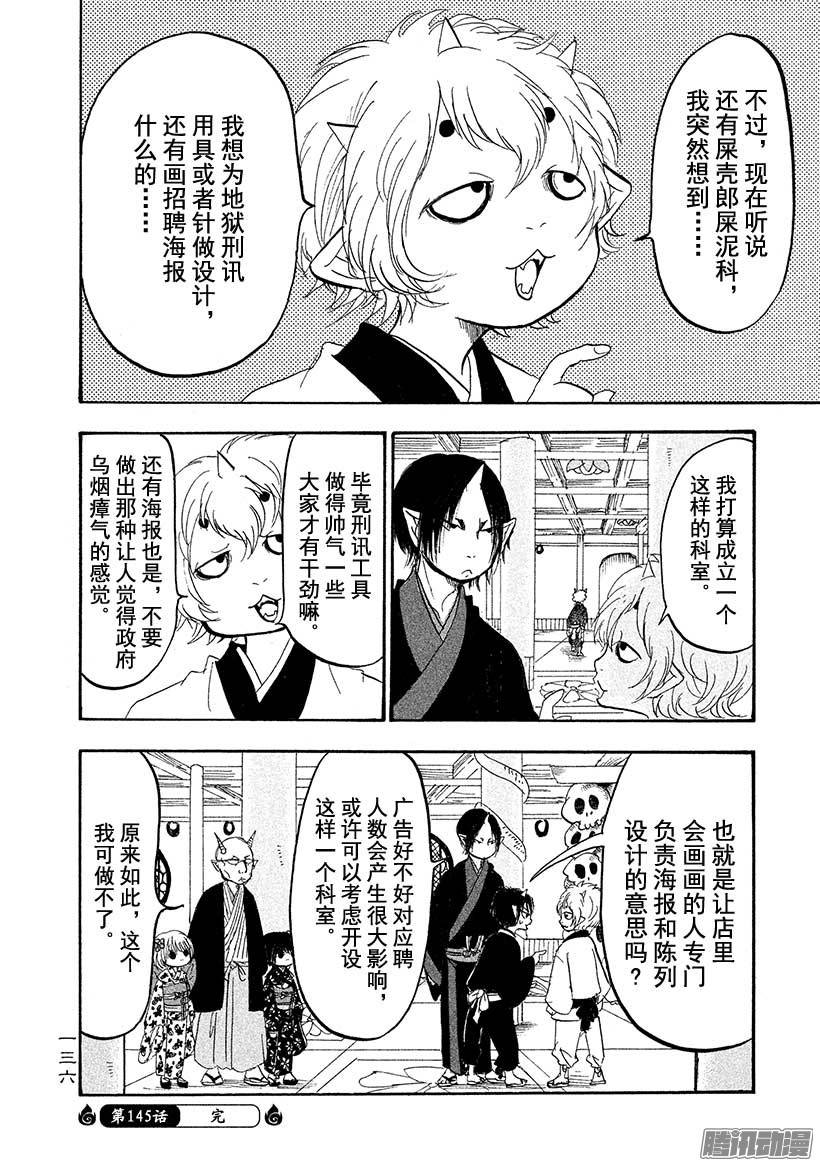 不过，现在听说
还有屎壳郎屎泥科，
我突然想到……
我想为地狱刑讯
用具或者针做设计，
还有画招聘海报
什么的……
我打算成立一个
这样的科室。
毕竟刑讯工具
做得帅气一些
大家才有干劲嘛。
还有海报也是，不要
做出那种让人觉得政府
乌烟瘴气的感觉。
也就是让店里
会画画的人专门
负责海报和陈列
设计的意思吗？
广告好不好对应聘
人数会产生很大影响，
或许可以考虑开设
这样一个科室。
原来如此，这个
我可做不了。
一三六
第145话 完
腾讯动漫